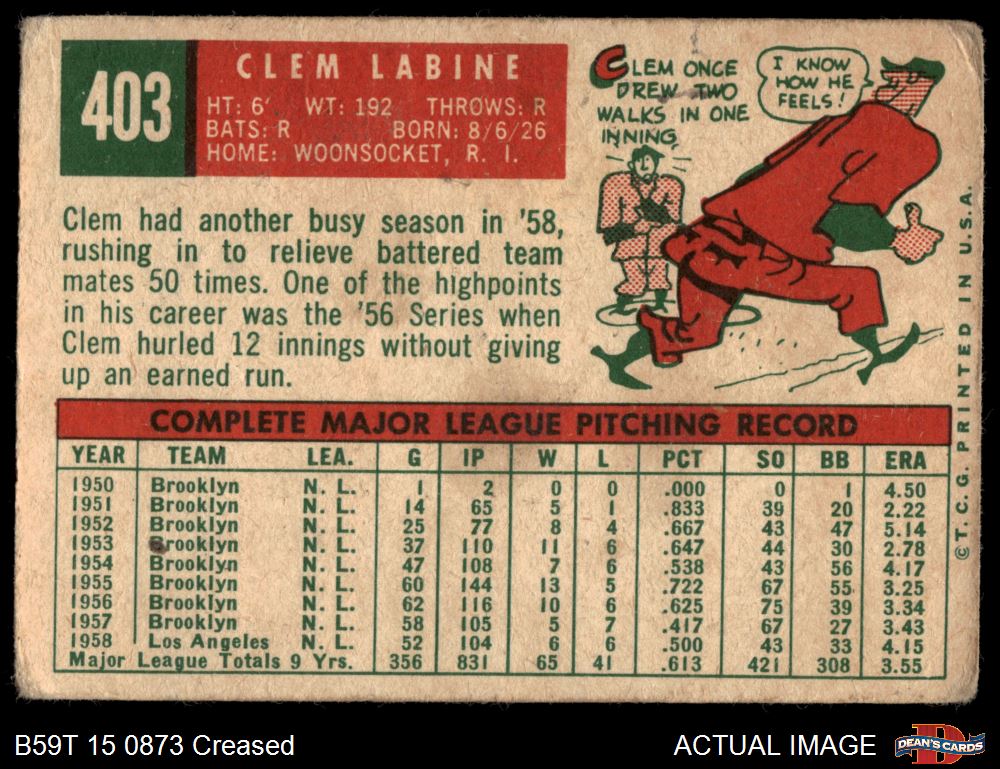 403
CLEM LABINE
HT: 6' WT: 192 THROWS: R
BATS: R BORN: 8/6/26
HOME: WOONSOCKET, R. I.
CLEM ONCE
DREW TWO
WALKS IN ONE
INNING.
I KNOW
HOW HE
FEELS!
Clem had another busy season in '58,
rushing in to relieve battered team
mates 50 times. One of the highpoints
in his career was the '56 Series when
Clem hurled 12 innings without giving
up an earned run.
COMPLETE MAJOR LEAGUE PITCHING RECORD
YEAR TEAM LEA. G IP W L PCT SO BB ERA
1950 Brooklyn N. L. 1 2 0 0 .000 0 1 4.50
1951 Brooklyn N. L. 14 65 5 1 .833 39 20 2.22
1952 Brooklyn N. L. 25 77 8 4 .667 43 47 5.14
1953 Brooklyn N. L. 37 110 11 6 .647 44 30 2.78
1954 Brooklyn N. L. 47 108 7 6 .538 43 56 4.17
1955 Brooklyn N. L. 60 144 13 5 .722 67 55 3.25
1956 Brooklyn N. L. 62 116 10 6 .625 75 39 3.34
1957 Brooklyn N. L. 58 105 5 7 .417 67 27 3.43
1958 Los Angeles N. L. 52 104 6 6 .500 43 33 4.15
Major League Totals 9 Yrs. 356 831 65 41 .613 421 308 3.55
©T. C. G. PRINTED IN U.S.A.
B59T 15 0873 Creased
ACTUAL IMAGE
DEAN'S CARDS